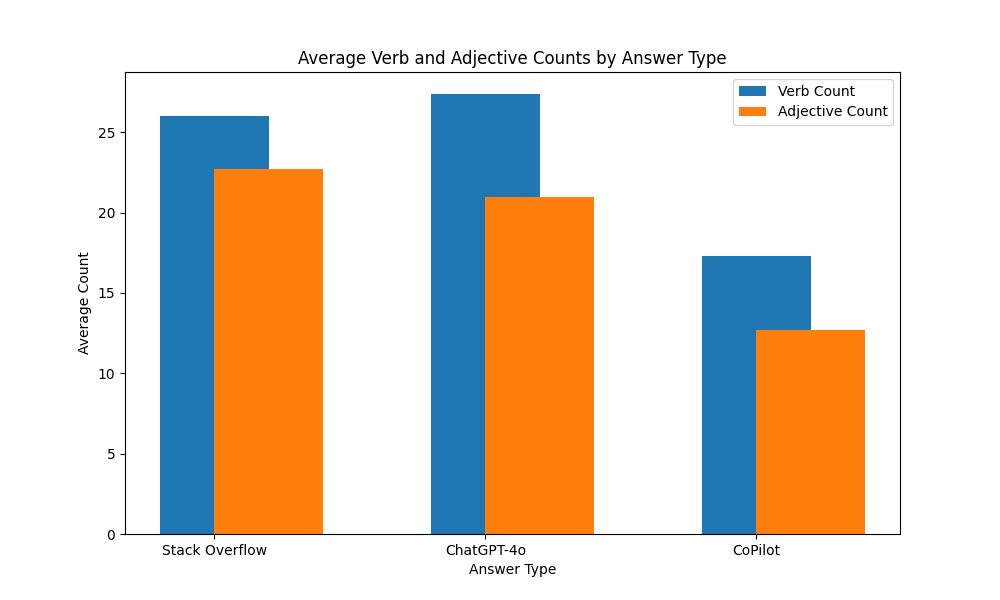 Average Verb and Adjective Counts by Answer Type
Verb Count
Adjective Count
Average Count
25
20
15
10
5
0
Stack Overflow
ChatGPT-4o
CoPilot
Answer Type